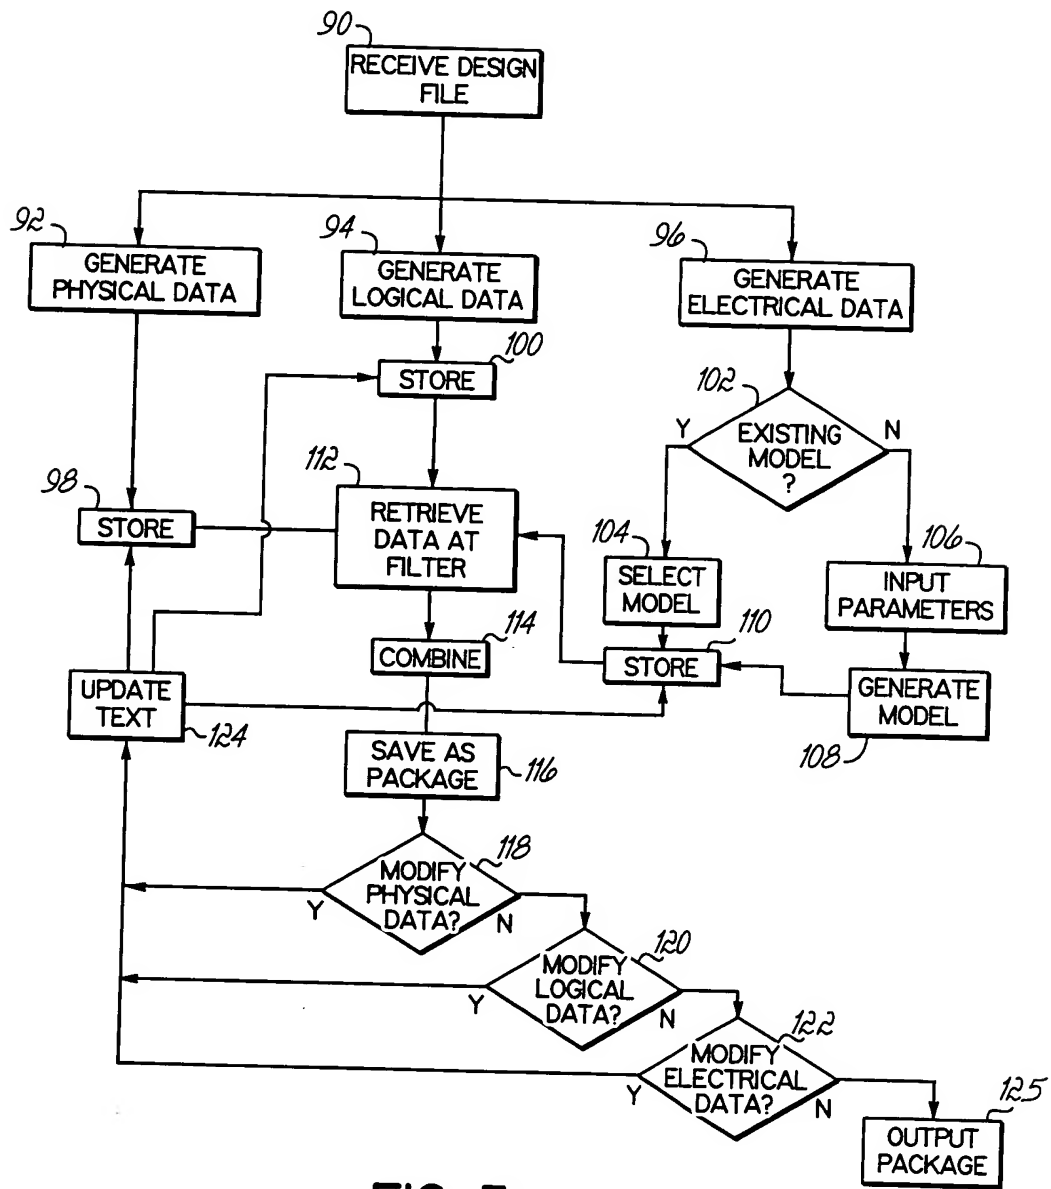 90
RECEIVE DESIGN
FILE
92
GENERATE
PHYSICAL DATA
94
GENERATE
LOGICAL DATA
96
GENERATE
ELECTRICAL DATA
100
STORE
102
Y
EXISTING
MODEL
?
N
98
STORE
112
RETRIEVE
DATA AT
FILTER
104
SELECT
MODEL
106
INPUT
PARAMETERS
114
COMBINE
110
STORE
GENERATE
MODEL
108
UPDATE
TEXT
124
SAVE AS
PACKAGE
116
118
MODIFY
PHYSICAL
DATA?
Y
N
120
MODIFY
LOGICAL
DATA?
Y
N
122
MODIFY
ELECTRICAL
DATA?
Y
N
125
OUTPUT
PACKAGE